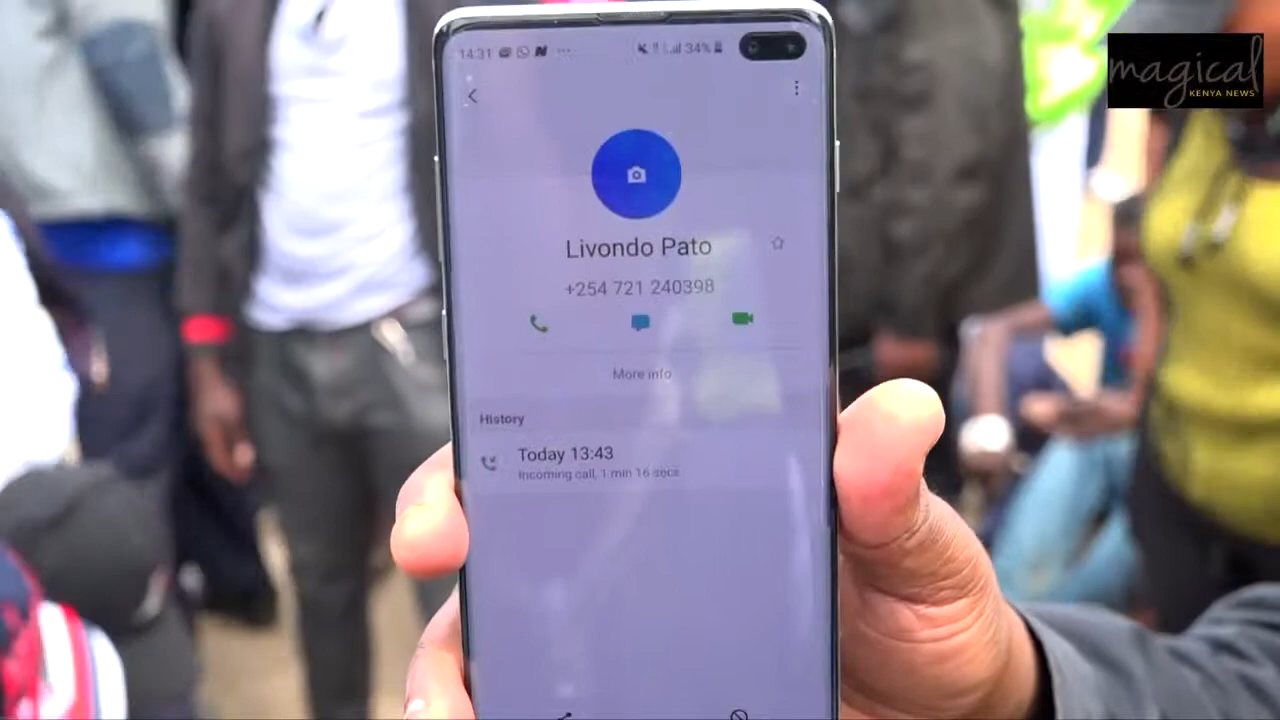 14:31 34%
magical
KENYA NEWS
Livondo Pato
+254 721 240398
More info
History
Today 13:43
Incoming call, 1 min 16 secs